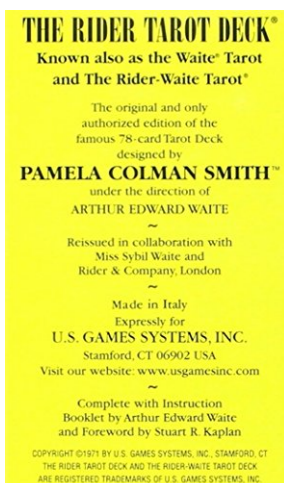 THE RIDER TAROT DECK®
Known also as the Waite® Tarot
and The Rider-Waite Tarot®
The original and only
authorized edition of the
famous 78-card Tarot Deck
designed by
PAMELA COLMAN SMITH™
under the direction of
ARTHUR EDWARD WAITE
~
Reissued in collaboration with
Miss Sybil Waite and
Rider & Company, London
~
Made in Italy
Expressly for
U.S. GAMES SYSTEMS, INC.
Stamford, CT 06902 USA
Visit our website: www.usgamesinc.com
~
Complete with Instruction
Booklet by Arthur Edward Waite
and Foreword by Stuart R. Kaplan
COPYRIGHT ©1971 BY U.S. GAMES SYSTEMS, INC., STAMFORD, CT
THE RIDER TAROT DECK AND THE RIDER-WAITE TAROT DECK
ARE REGISTERED TRADEMARKS OF U.S. GAMES SYSTEMS, INC.